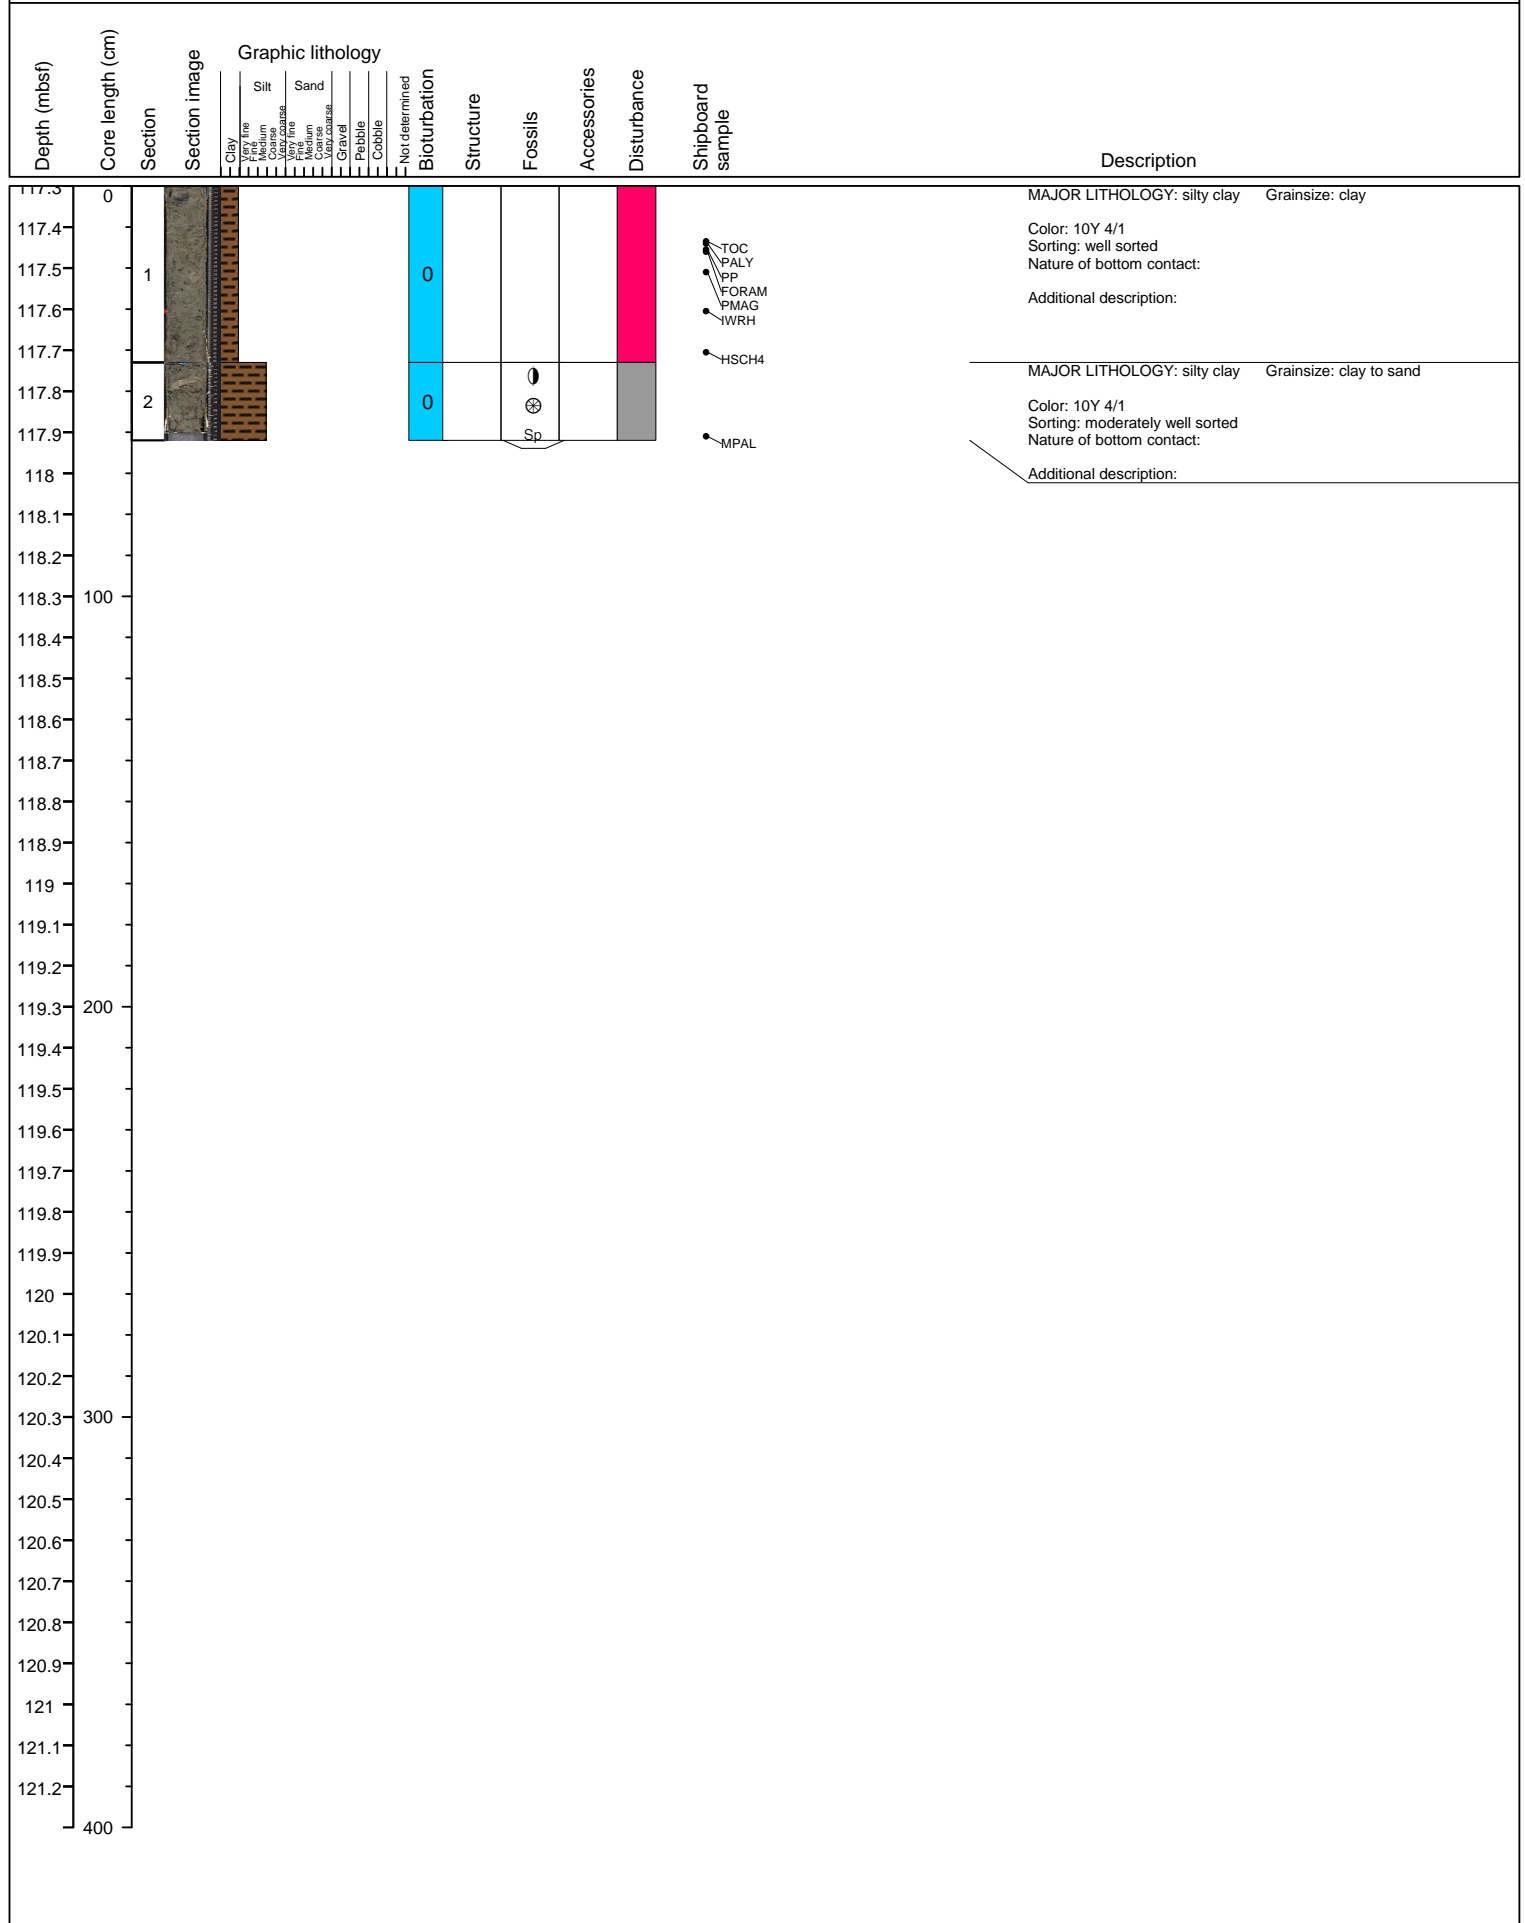 Depth (mbsf)
Core length (cm)
Section
Section image
Graphic lithology
Clay
Silt
Very fine
Fine
Medium
Coarse
Very coarse
Sand
Very fine
Fine
Medium
Coarse
Very coarse
Gravel
Pebble
Cobble
Not determined
Bioturbation
Structure
Fossils
Accessories
Disturbance
Shipboard
sample
Description
117.3
117.4
117.5
117.6
117.7
117.8
117.9
118
118.1
118.2
118.3
118.4
118.5
118.6
118.7
118.8
118.9
119
119.1
119.2
119.3
119.4
119.5
119.6
119.7
119.8
119.9
120
120.1
120.2
120.3
120.4
120.5
120.6
120.7
120.8
120.9
121
121.1
121.2
0
100
200
300
400
1
2
0
0
Sp
TOC
PALY
PP
FORAM
PMAG
IWRH
HSCH4
MPAL
MAJOR LITHOLOGY: silty clay Grainsize: clay
Color: 10Y 4/1
Sorting: well sorted
Nature of bottom contact:
Additional description:
MAJOR LITHOLOGY: silty clay Grainsize: clay to sand
Color: 10Y 4/1
Sorting: moderately well sorted
Nature of bottom contact:
Additional description: